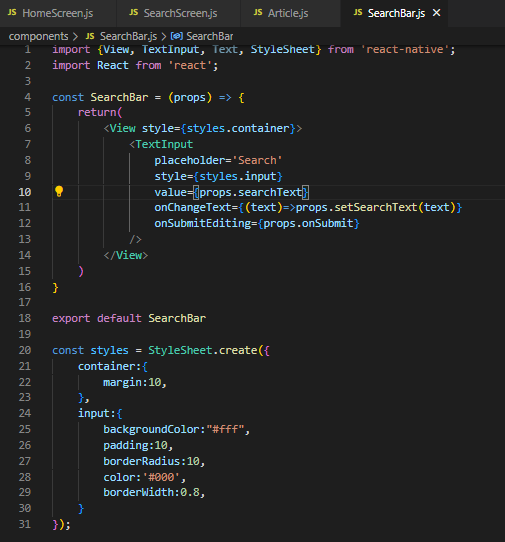 JS HomeScreen.js JS SearchScreen.js JS Article.js JS SearchBar.js ×
components > JS SearchBar.js > SearchBar
1 import {View, TextInput, Text, StyleSheet} from 'react-native';
2 import React from 'react';
3
4 const SearchBar = (props) => {
5     return(
6         <View style={styles.container}>
7             <TextInput
8                 placeholder='Search'
9                 style={styles.input}
10                 value={props.searchText}
11                 onChangeText={(text)=>props.setSearchText(text)}
12                 onSubmitEditing={props.onSubmit}
13             />
14         </View>
15     )
16 }
17
18 export default SearchBar
19
20 const styles = StyleSheet.create({
21     container:{
22         margin:10,
23     },
24     input:{
25         backgroundColor:"#fff",
26         padding:10,
27         borderRadius:10,
28         color:'#000',
29         borderWidth:0.8,
30     }
31 });